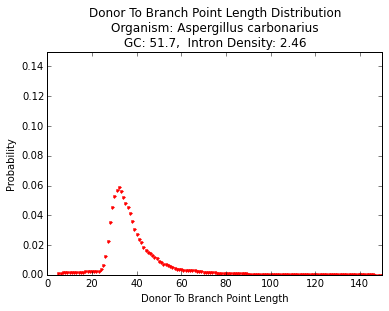 Donor To Branch Point Length Distribution
Organism: Aspergillus carbonarius
GC: 51.7,  Intron Density: 2.46
0.14
0.12
0.10
0.08
0.06
0.04
0.02
0.00
Probability
0 20 40 60 80 100 120 140
Donor To Branch Point Length